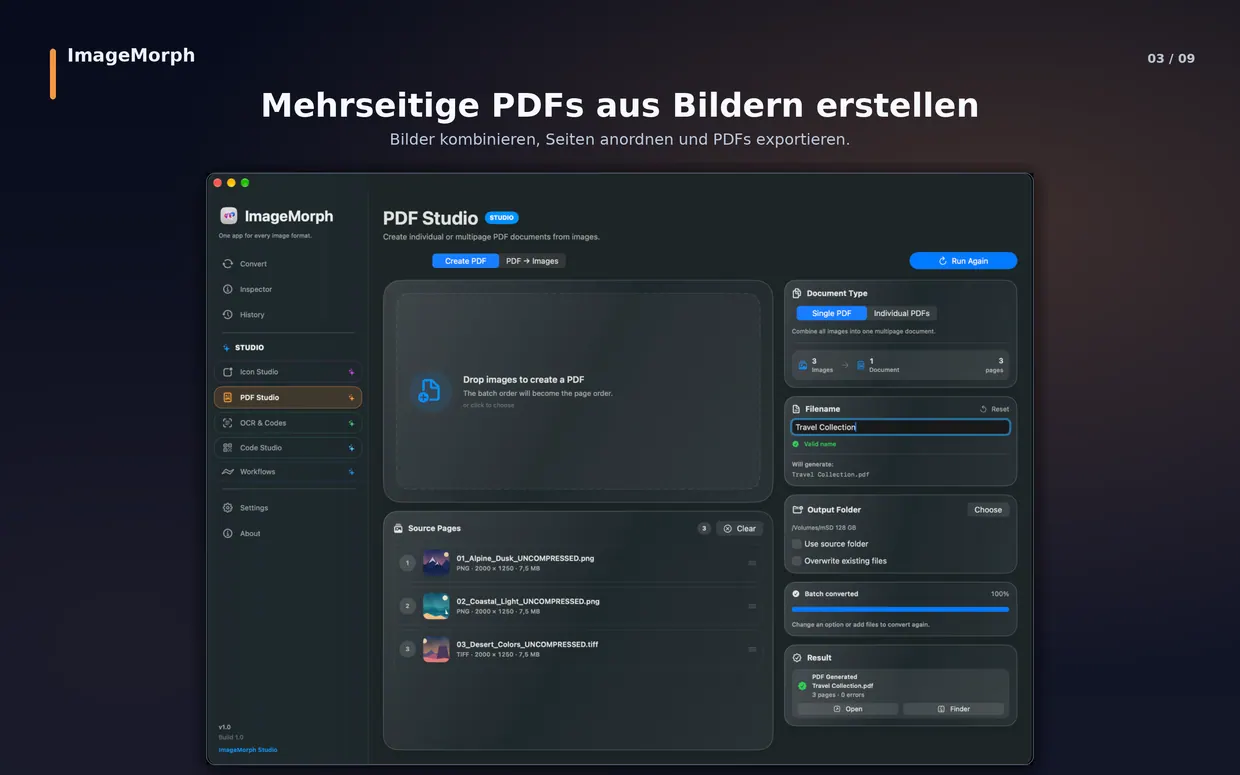 ImageMorph
03 / 09
Mehrseitige PDFs aus Bildern erstellen
Bilder kombinieren, Seiten anordnen und PDFs exportieren.
ImageMorph
One app for every image format.
Convert
Inspector
History
STUDIO
Icon Studio
PDF Studio
OCR & Codes
Code Studio
Workflows
Settings
About
v1.0
Build 1.0
ImageMorph Studio
PDF Studio STUDIO
Create individual or multipage PDF documents from images.
Create PDF PDF → Images
Run Again
Drop images to create a PDF
The batch order will become the page order.
or click to choose
Source Pages 3 Clear
1 01_Alpine_Dusk_UNCOMPRESSED.png
PNG · 2000 × 1250 · 7,5 MB
2 02_Coastal_Light_UNCOMPRESSED.png
PNG · 2000 × 1250 · 7,5 MB
3 03_Desert_Colors_UNCOMPRESSED.tiff
TIFF · 2000 × 1250 · 7,5 MB
Document Type
Single PDF Individual PDFs
Combine all images into one multipage document.
3 → 1 3
Images Document pages
Filename Reset
Travel Collection
Valid name
Will generate:
Travel Collection.pdf
Output Folder Choose
/Volumes/mSD 128 GB
Use source folder
Overwrite existing files
Batch converted 100%
Change an option or add files to convert again.
Result
PDF Generated
Travel Collection.pdf
3 pages · 0 errors
Open Finder